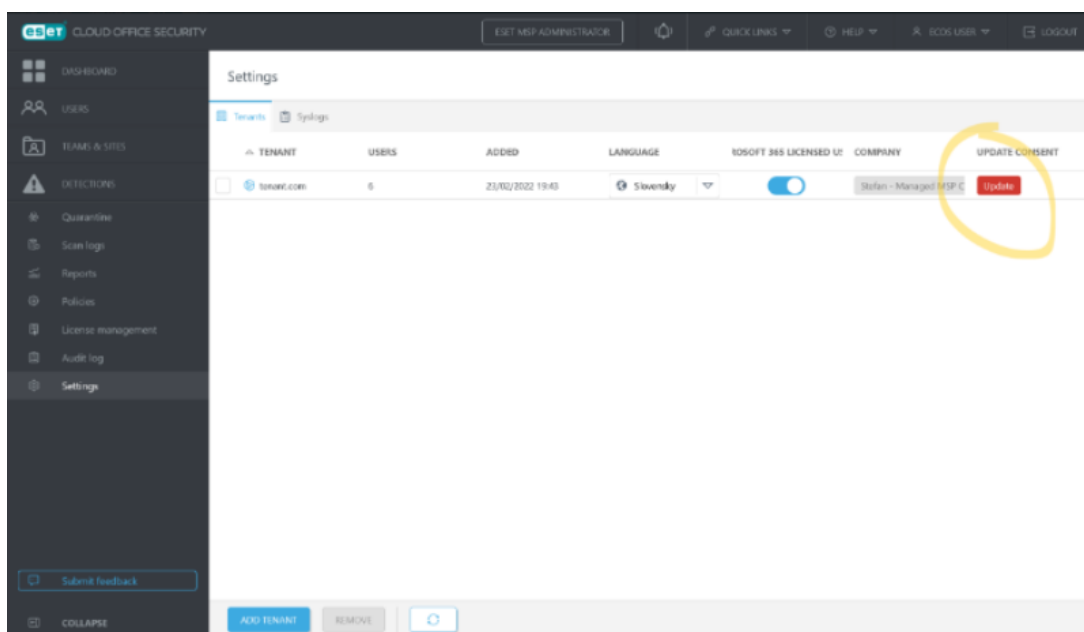 eset CLOUD OFFICE SECURITY
ESET MSP ADMINISTRATOR
QUICK LINKS
HELP
ECOS USER
LOGOUT
DASHBOARD
USERS
TEAMS & SITES
DETECTIONS
Quarantine
Scan logs
Reports
Policies
License management
Audit log
Settings
Submit feedback
COLLAPSE
Settings
Tenants Syslogs
TENANT USERS ADDED LANGUAGE ROSOFT 365 LICENSED U: COMPANY UPDATE CONSENT
tenant.com 6 23/02/2022 19:43 Slovensky Stefan - Managed MSP C Update
ADD TENANT REMOVE